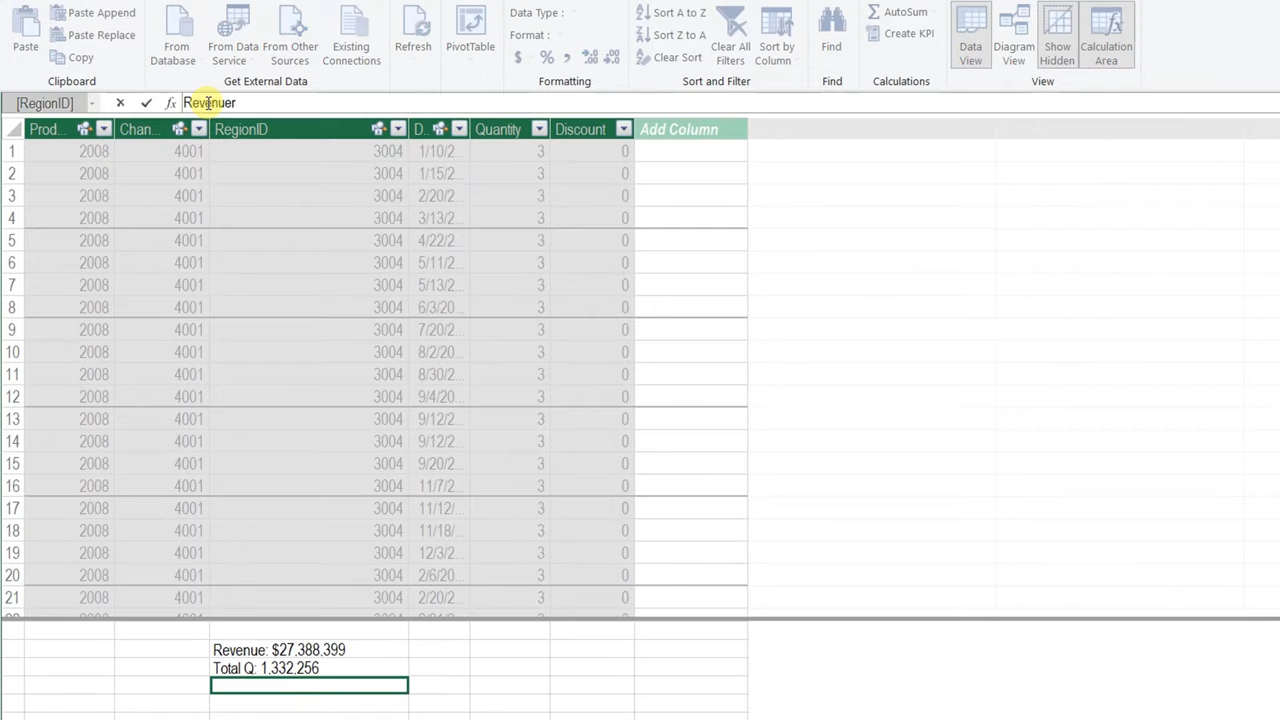 Paste
Paste Append
Paste Replace
Copy
Clipboard
From Database
From Data Service
From Other Sources
Existing Connections
Get External Data
Refresh
PivotTable
Data Type :
Format :
$ % , .00 .00
Formatting
Sort A to Z
Sort Z to A
Clear Sort
Clear All Filters
Sort by Column
Sort and Filter
Find
Find
AutoSum
Create KPI
Calculations
Data View
Diagram View
Show Hidden
Calculation Area
View
[RegionID] fx Revenuer
Prod... Chan... RegionID D.. Quantity Discount Add Column
1 2008 4001 3004 1/10/2... 3 0
2 2008 4001 3004 1/15/2... 3 0
3 2008 4001 3004 2/20/2... 3 0
4 2008 4001 3004 3/13/2... 3 0
5 2008 4001 3004 4/22/2... 3 0
6 2008 4001 3004 5/11/2... 3 0
7 2008 4001 3004 5/13/2... 3 0
8 2008 4001 3004 6/3/20... 3 0
9 2008 4001 3004 7/20/2... 3 0
10 2008 4001 3004 8/2/20... 3 0
11 2008 4001 3004 8/30/2... 3 0
12 2008 4001 3004 9/4/20... 3 0
13 2008 4001 3004 9/12/2... 3 0
14 2008 4001 3004 9/12/2... 3 0
15 2008 4001 3004 9/20/2... 3 0
16 2008 4001 3004 11/7/2... 3 0
17 2008 4001 3004 11/12/... 3 0
18 2008 4001 3004 11/18/... 3 0
19 2008 4001 3004 12/3/2... 3 0
20 2008 4001 3004 2/6/20... 3 0
21 2008 4001 3004 2/20/2... 3 0
Revenue: $27,388,399
Total Q: 1,332,256